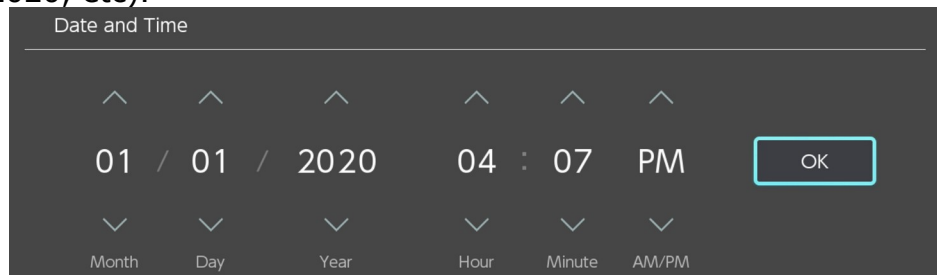 Date and Time
01 / 01 / 2020 04 : 07 PM OK
Month Day Year Hour Minute AM/PM